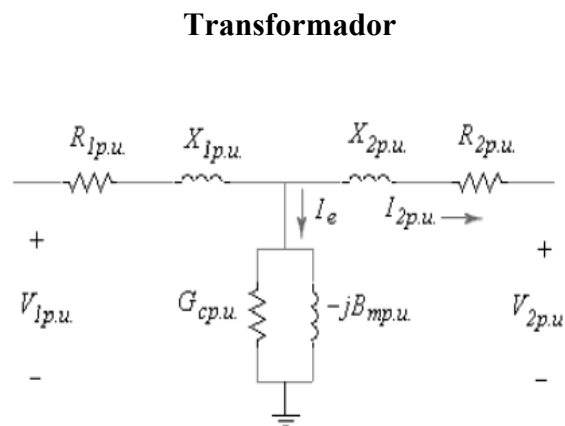 Transformador
R1p.u.
X1p.u.
X2p.u.
R2p.u.
Ie
I2p.u.
+
+
V1p.u.
Gcp.u.
-jBmp.u.
V2p.u
-
-